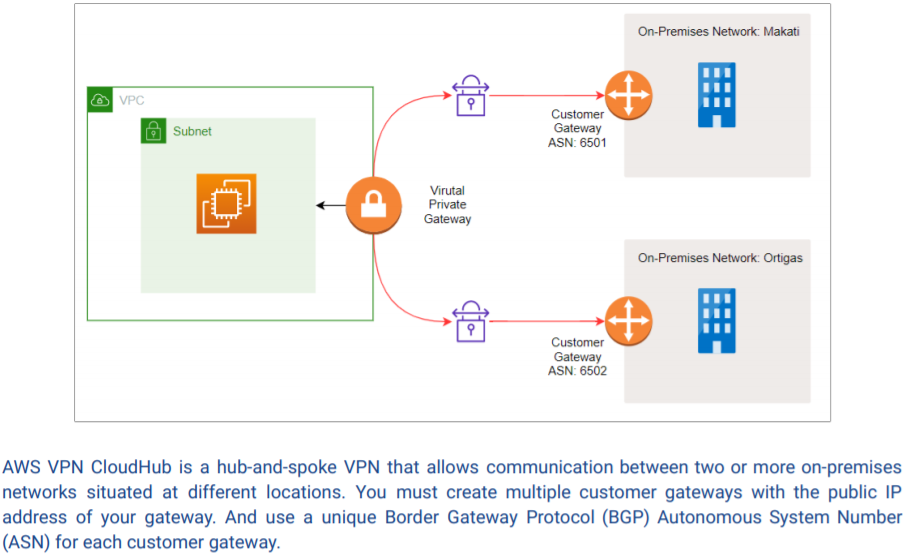 On-Premises Network: Makati
VPC
Customer
Gateway
ASN: 6501
Subnet
Virutal
Private
Gateway
On-Premises Network: Ortigas
Customer
Gateway
ASN: 6502
AWS VPN CloudHub is a hub-and-spoke VPN that allows communication between two or more on-premises
networks situated at different locations. You must create multiple customer gateways with the public IP
address of your gateway. And use a unique Border Gateway Protocol (BGP) Autonomous System Number
(ASN) for each customer gateway.